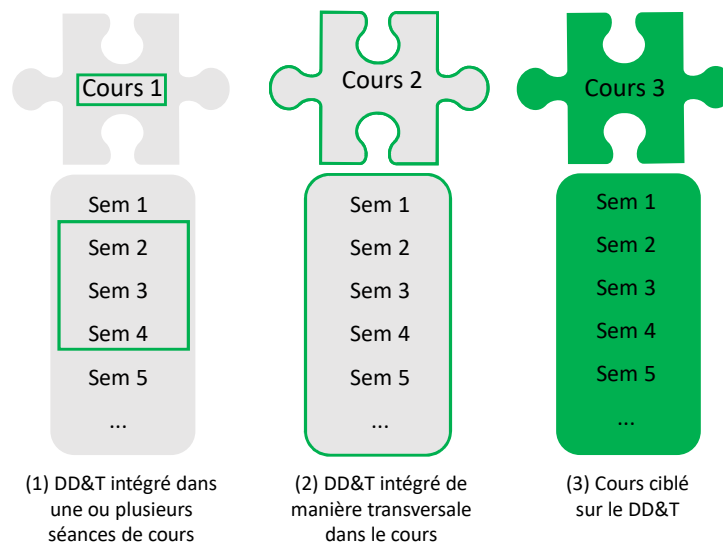 Cours 1
Sem 1
Sem 2
Sem 3
Sem 4
Sem 5
...
(1) DD&T intégré dans
une ou plusieurs
séances de cours
Cours 2
Sem 1
Sem 2
Sem 3
Sem 4
Sem 5
...
(2) DD&T intégré de
manière transversale
dans le cours
Cours 3
Sem 1
Sem 2
Sem 3
Sem 4
Sem 5
...
(3) Cours ciblé
sur le DD&T